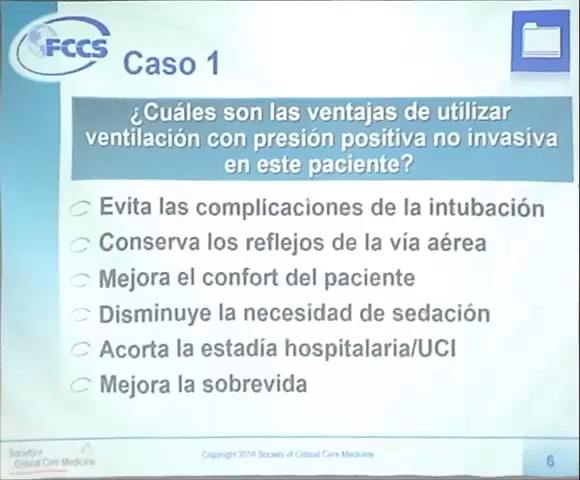 FCCS
Caso 1
¿Cuáles son las ventajas de utilizar
ventilación con presión positiva no invasiva
en este paciente?
Evita las complicaciones de la intubación
Conserva los reflejos de la vía aérea
Mejora el confort del paciente
Disminuye la necesidad de sedación
Acorta la estadía hospitalaria/UCI
Mejora la sobrevida
Society of
Critical Care Medicine
Copyright 2016 Society of Critical Care Medicine
6